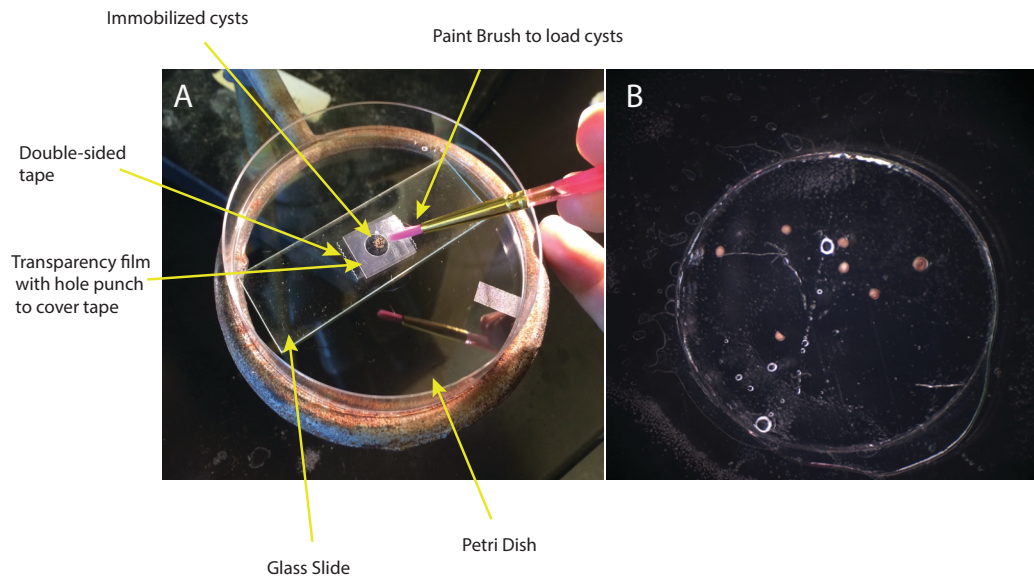 Immobilized cysts
Paint Brush to load cysts
A
B
Double-sided
tape
Transparency film
with hole punch
to cover tape
Petri Dish
Glass Slide